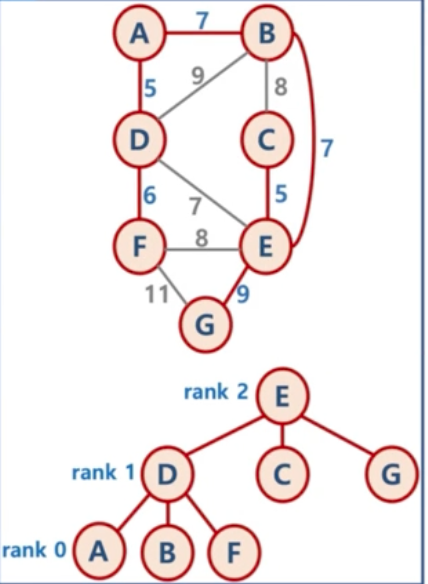 A 7 B
5 9 8
D C 7
6 7 5
F 8 E
11 9
G
rank 2 E
rank 1 D C G
rank 0 A B F